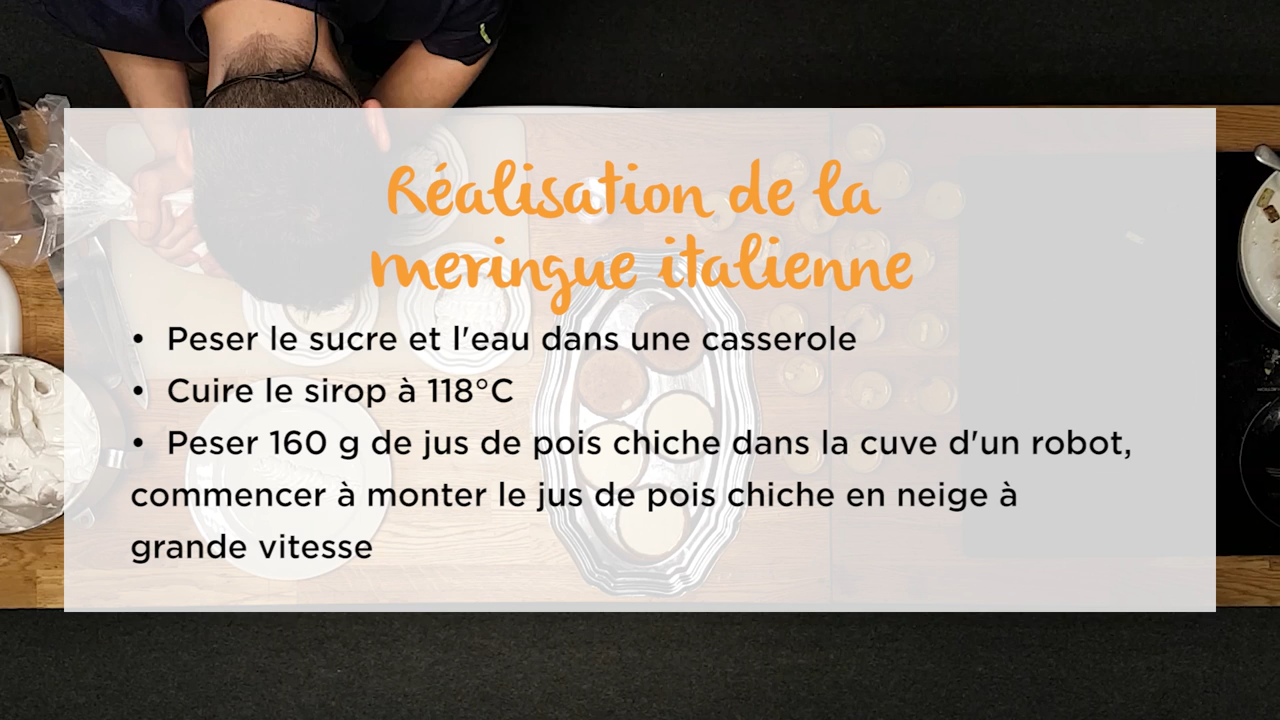 Réalisation de la
meringue italienne
• Peser le sucre et l'eau dans une casserole
• Cuire le sirop à 118°C
• Peser 160 g de jus de pois chiche dans la cuve d'un robot,
commencer à monter le jus de pois chiche en neige à
grande vitesse